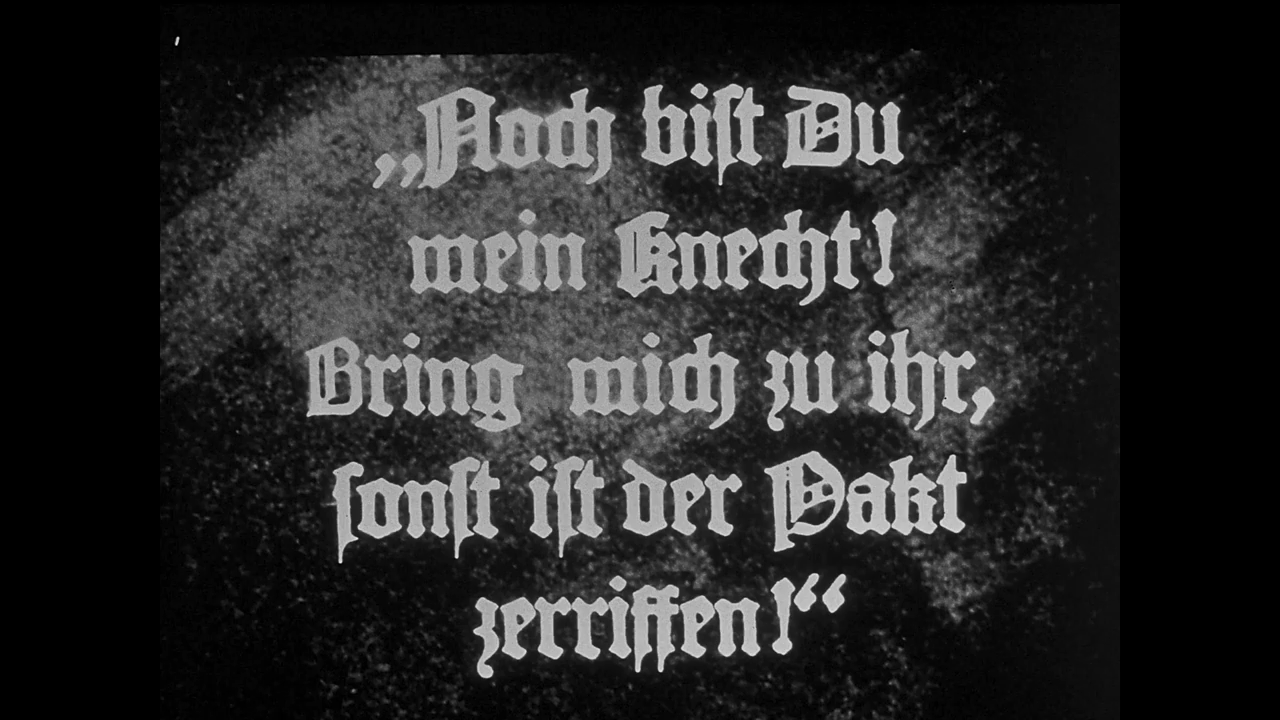 „Noch bist Du
mein Knecht!
Bring mich zu ihr,
sonst ist der Pakt
zerrissen!“